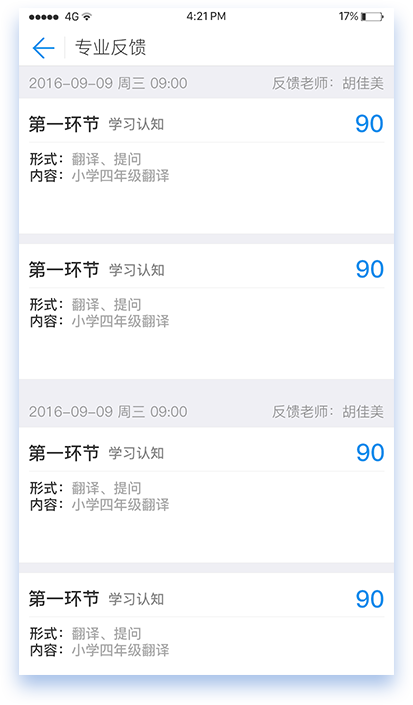 4G 4:21PM 17%
专业反馈
2016-09-09 周三 09:00 反馈老师：胡佳美
第一环节 学习认知 90
形式：翻译、提问
内容：小学四年级翻译
第一环节 学习认知 90
形式：翻译、提问
内容：小学四年级翻译
2016-09-09 周三 09:00 反馈老师：胡佳美
第一环节 学习认知 90
形式：翻译、提问
内容：小学四年级翻译
第一环节 学习认知 90
形式：翻译、提问
内容：小学四年级翻译